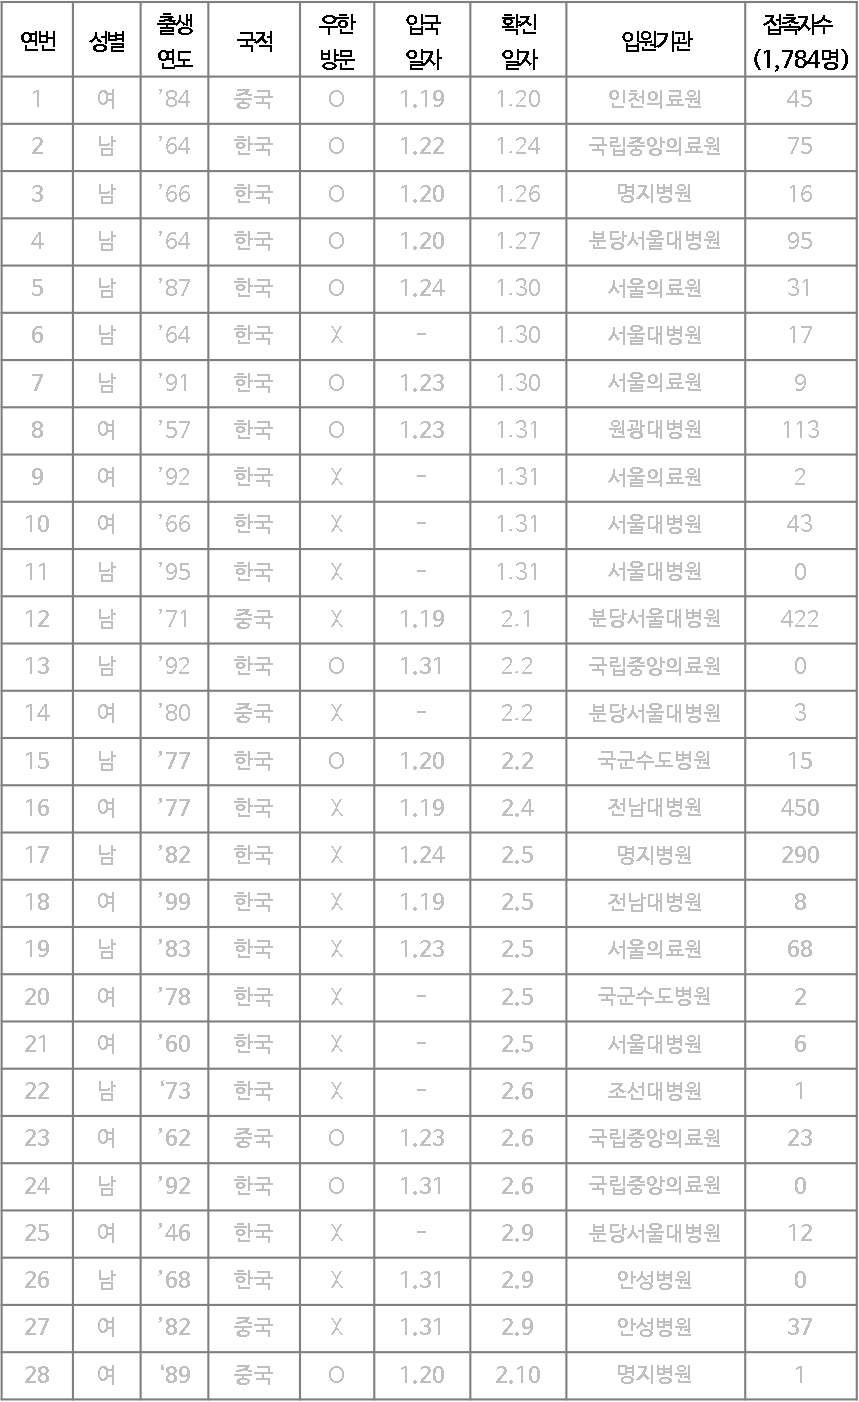 연번 성별 출생연도 국적 우한방문 입국일자 확진일자 입원기관 접촉자수(1,784명)
1 여 ’84 중국 O 1.19 1.20 인천의료원 45
2 남 ’64 한국 O 1.22 1.24 국립중앙의료원 75
3 남 ’66 한국 O 1.20 1.26 명지병원 16
4 남 ’64 한국 O 1.20 1.27 분당서울대병원 95
5 남 ’87 한국 O 1.24 1.30 서울의료원 31
6 남 ’64 한국 X - 1.30 서울대병원 17
7 남 ’91 한국 O 1.23 1.30 서울의료원 9
8 여 ’57 한국 O 1.23 1.31 원광대병원 113
9 여 ’92 한국 X - 1.31 서울의료원 2
10 여 ’66 한국 X - 1.31 서울대병원 43
11 남 ’95 한국 X - 1.31 서울대병원 0
12 남 ’71 중국 X 1.19 2.1 분당서울대병원 422
13 남 ’92 한국 O 1.31 2.2 국립중앙의료원 0
14 여 ’80 중국 X - 2.2 분당서울대병원 3
15 남 ’77 한국 O 1.20 2.2 국군수도병원 15
16 여 ’77 한국 X 1.19 2.4 전남대병원 450
17 남 ’82 한국 X 1.24 2.5 명지병원 290
18 여 ’99 한국 X 1.19 2.5 전남대병원 8
19 남 ’83 한국 X 1.23 2.5 서울의료원 68
20 여 ’78 한국 X - 2.5 국군수도병원 2
21 여 ’60 한국 X - 2.5 서울대병원 6
22 남 ‘73 한국 X - 2.6 조선대병원 1
23 여 ’62 중국 O 1.23 2.6 국립중앙의료원 23
24 남 ’92 한국 O 1.31 2.6 국립중앙의료원 0
25 여 ’46 한국 X - 2.9 분당서울대병원 12
26 남 ’68 한국 X 1.31 2.9 안성병원 0
27 여 ’82 중국 X 1.31 2.9 안성병원 37
28 여 ‘89 중국 O 1.20 2.10 명지병원 1